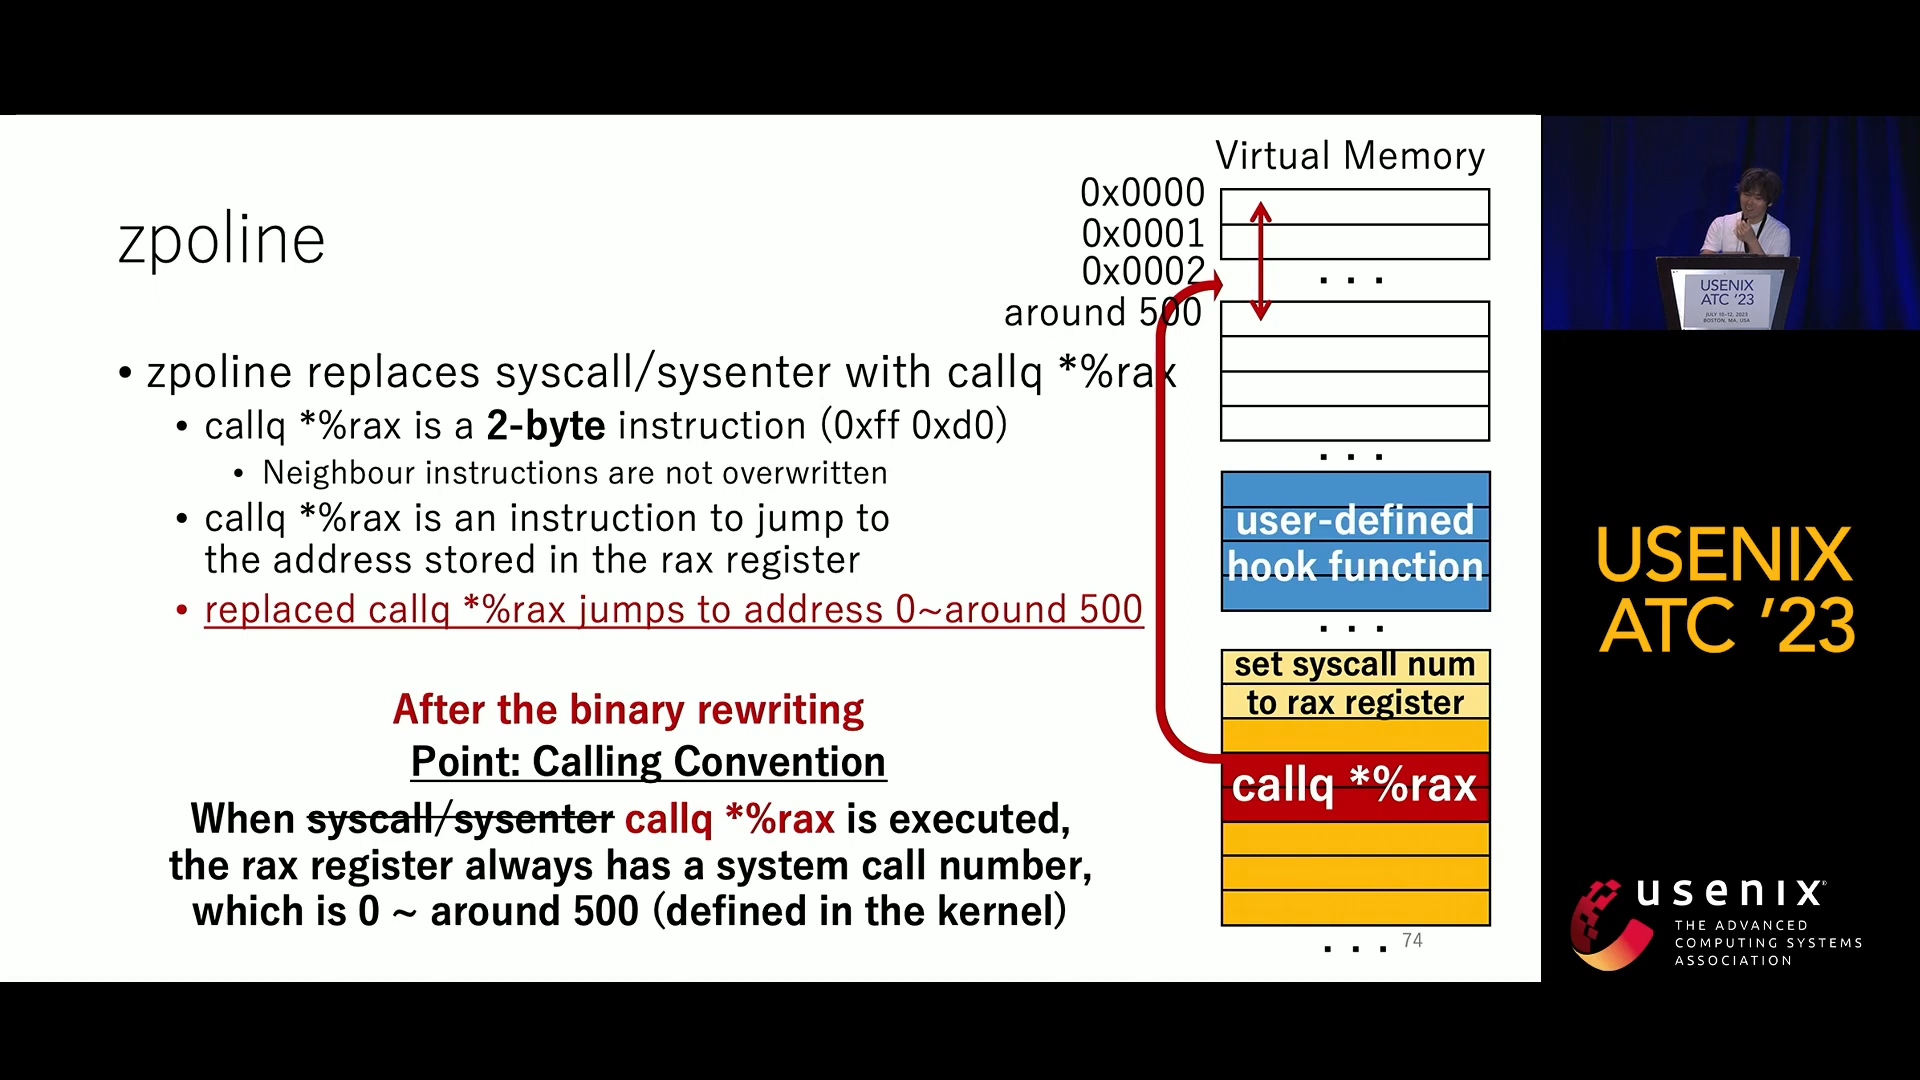 zpoline
• zpoline replaces syscall/sysenter with callq *%rax
• callq *%rax is a 2-byte instruction (0xff 0xd0)
• Neighbour instructions are not overwritten
• callq *%rax is an instruction to jump to
the address stored in the rax register
• replaced callq *%rax jumps to address 0~around 500
After the binary rewriting
Point: Calling Convention
When syscall/sysenter callq *%rax is executed,
the rax register always has a system call number,
which is 0 ~ around 500 (defined in the kernel)
Virtual Memory
0x0000
0x0001
0x0002
. . .
around 500
. . .
user-defined
hook function
. . .
set syscall num
to rax register
callq *%rax
. . .
74
USENIX
ATC '23
JULY 10–12, 2023
BOSTON, MA, USA
USENIX
ATC '23
usenix®
THE ADVANCED
COMPUTING SYSTEMS
ASSOCIATION